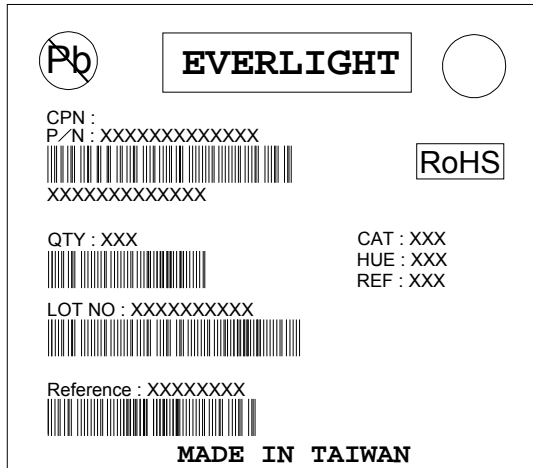 Pb
EVERLIGHT
CPN :
P/N : XXXXXXXXXXXXX
XXXXXXXXXXXXX
RoHS
QTY : XXX
CAT : XXX
HUE : XXX
REF : XXX
LOT NO : XXXXXXXXXX
Reference : XXXXXXXX
MADE IN TAIWAN